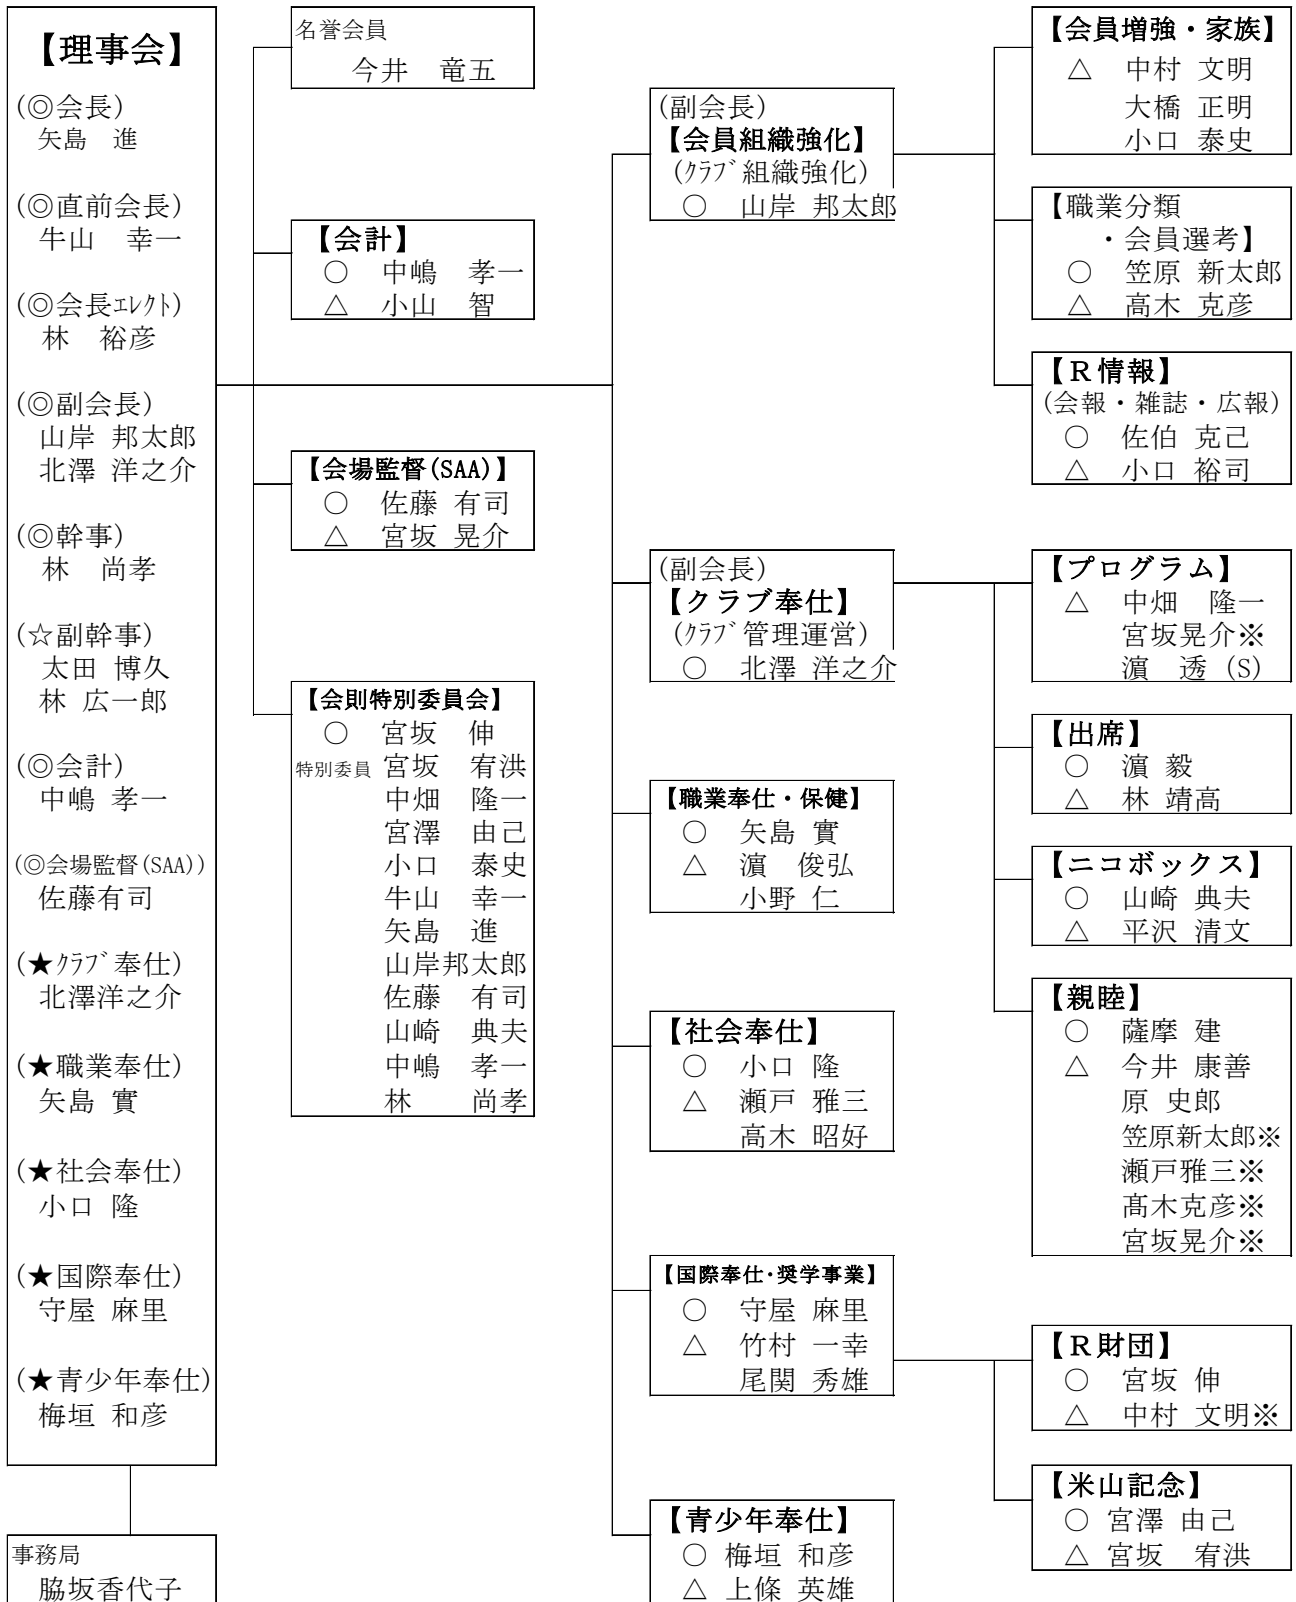 【理事会】
(◎会長)
矢島　進
(◎直前会長)
牛山　幸一
(◎会長ｴﾚｸﾄ)
林　裕彦
(◎副会長)
山岸 邦太郎
北澤 洋之介
(◎幹事)
林　尚孝
(☆副幹事)
太田 博久
林 広一郎
(◎会計)
中嶋 孝一
(◎会場監督(SAA))
佐藤有司
(★ｸﾗﾌﾞ奉仕)
北澤洋之介
(★職業奉仕)
矢島 實
(★社会奉仕)
小口 隆
(★国際奉仕)
守屋 麻里
(★青少年奉仕)
梅垣 和彦
事務局
脇坂香代子
名誉会員
今井　竜五
【会計】
○　中嶋　孝一
△　小山　智
【会場監督(SAA)】
○　佐藤 有司
△　宮坂 晃介
【会則特別委員会】
○　宮坂　伸
特別委員 宮坂　有洪
中畑　隆一
宮澤　由己
小口　泰史
牛山　幸一
矢島　進
山岸邦太郎
佐藤　有司
山崎　典夫
中嶋　孝一
林　　尚孝
(副会長)
【会員組織強化】
(ｸﾗﾌﾞ組織強化)
○　山岸 邦太郎
(副会長)
【クラブ奉仕】
(ｸﾗﾌﾞ管理運営)
○　北澤 洋之介
【職業奉仕・保健】
○　矢島 實
△　濵　俊弘
小野 仁
【社会奉仕】
○　小口 隆
△　瀬戸 雅三
高木 昭好
【国際奉仕・奨学事業】
○　守屋 麻里
△　竹村 一幸
尾関 秀雄
【青少年奉仕】
○ 梅垣 和彦
△ 上條 英雄
【会員増強・家族】
△　中村 文明
大橋 正明
小口 泰史
【職業分類
・会員選考】
○　笠原 新太郎
△　高木 克彦
【Ｒ情報】
(会報・雑誌・広報)
○　佐伯 克己
△　小口 裕司
【プログラム】
△　中畑　隆一
宮坂晃介※
濵　透 (S)
【出席】
○　濵 毅
△　林 靖高
【ニコボックス】
○　山崎 典夫
△　平沢 清文
【親睦】
○　薩摩 建
△　今井 康善
原 史郎
笠原新太郎※
瀬戸雅三※
髙木克彦※
宮坂晃介※
【Ｒ財団】
○　宮坂 伸
△　中村 文明※
【米山記念】
○ 宮澤 由己
△ 宮坂　有洪